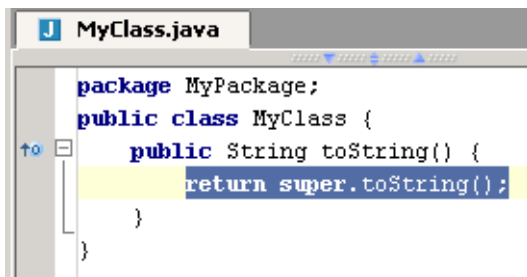 J MyClass.java
package MyPackage;
public class MyClass {
public String toString() {
return super.toString();
}
}